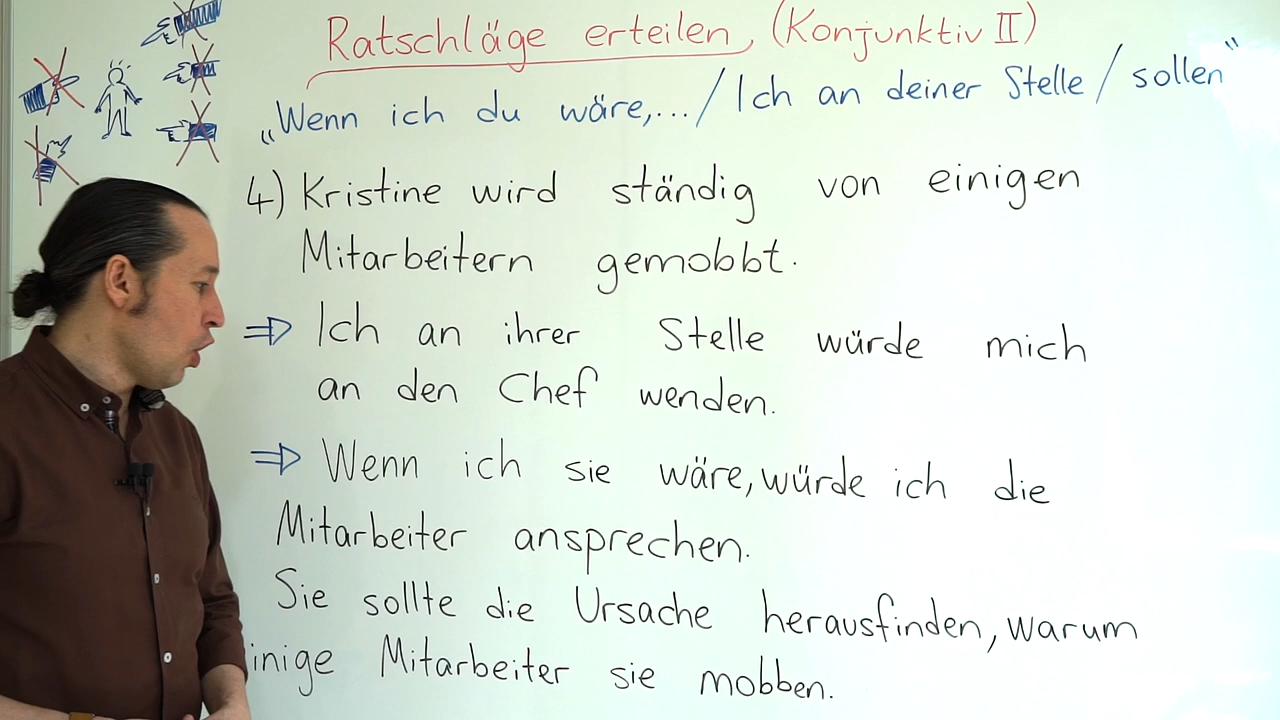 Ratschläge erteilen, (Konjunktiv II)
„Wenn ich du wäre,.../Ich an deiner Stelle/sollen“
4) Kristine wird ständig von einigen
Mitarbeitern gemobbt.
⇒ Ich an ihrer Stelle würde mich
an den Chef wenden.
⇒ Wenn ich sie wäre, würde ich die
Mitarbeiter ansprechen.
Sie sollte die Ursache herausfinden, warum
inige Mitarbeiter sie mobben.